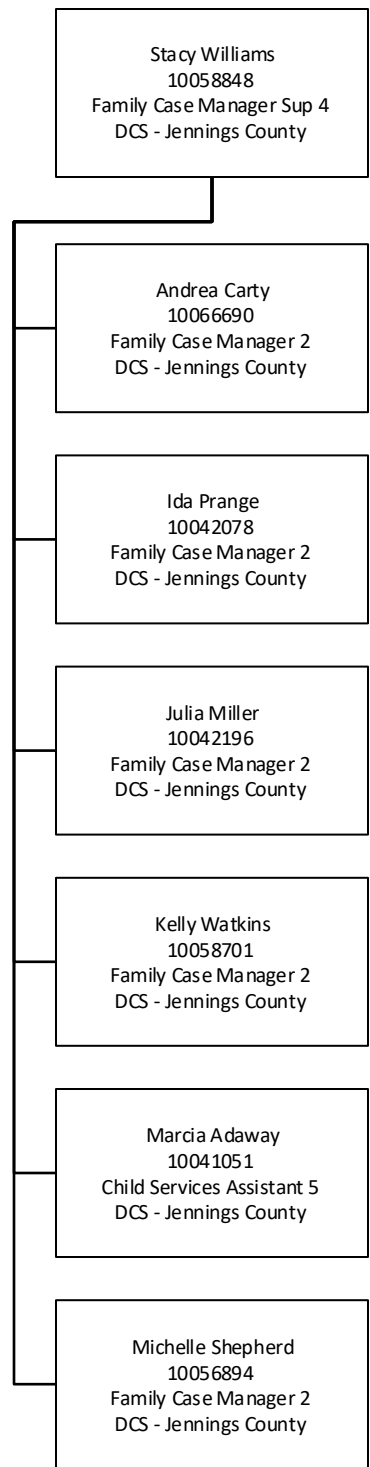 Stacy Williams
10058848
Family Case Manager Sup 4
DCS - Jennings County
Andrea Carty
10066690
Family Case Manager 2
DCS - Jennings County
Ida Prange
10042078
Family Case Manager 2
DCS - Jennings County
Julia Miller
10042196
Family Case Manager 2
DCS - Jennings County
Kelly Watkins
10058701
Family Case Manager 2
DCS - Jennings County
Marcia Adaway
10041051
Child Services Assistant 5
DCS - Jennings County
Michelle Shepherd
10056894
Family Case Manager 2
DCS - Jennings County